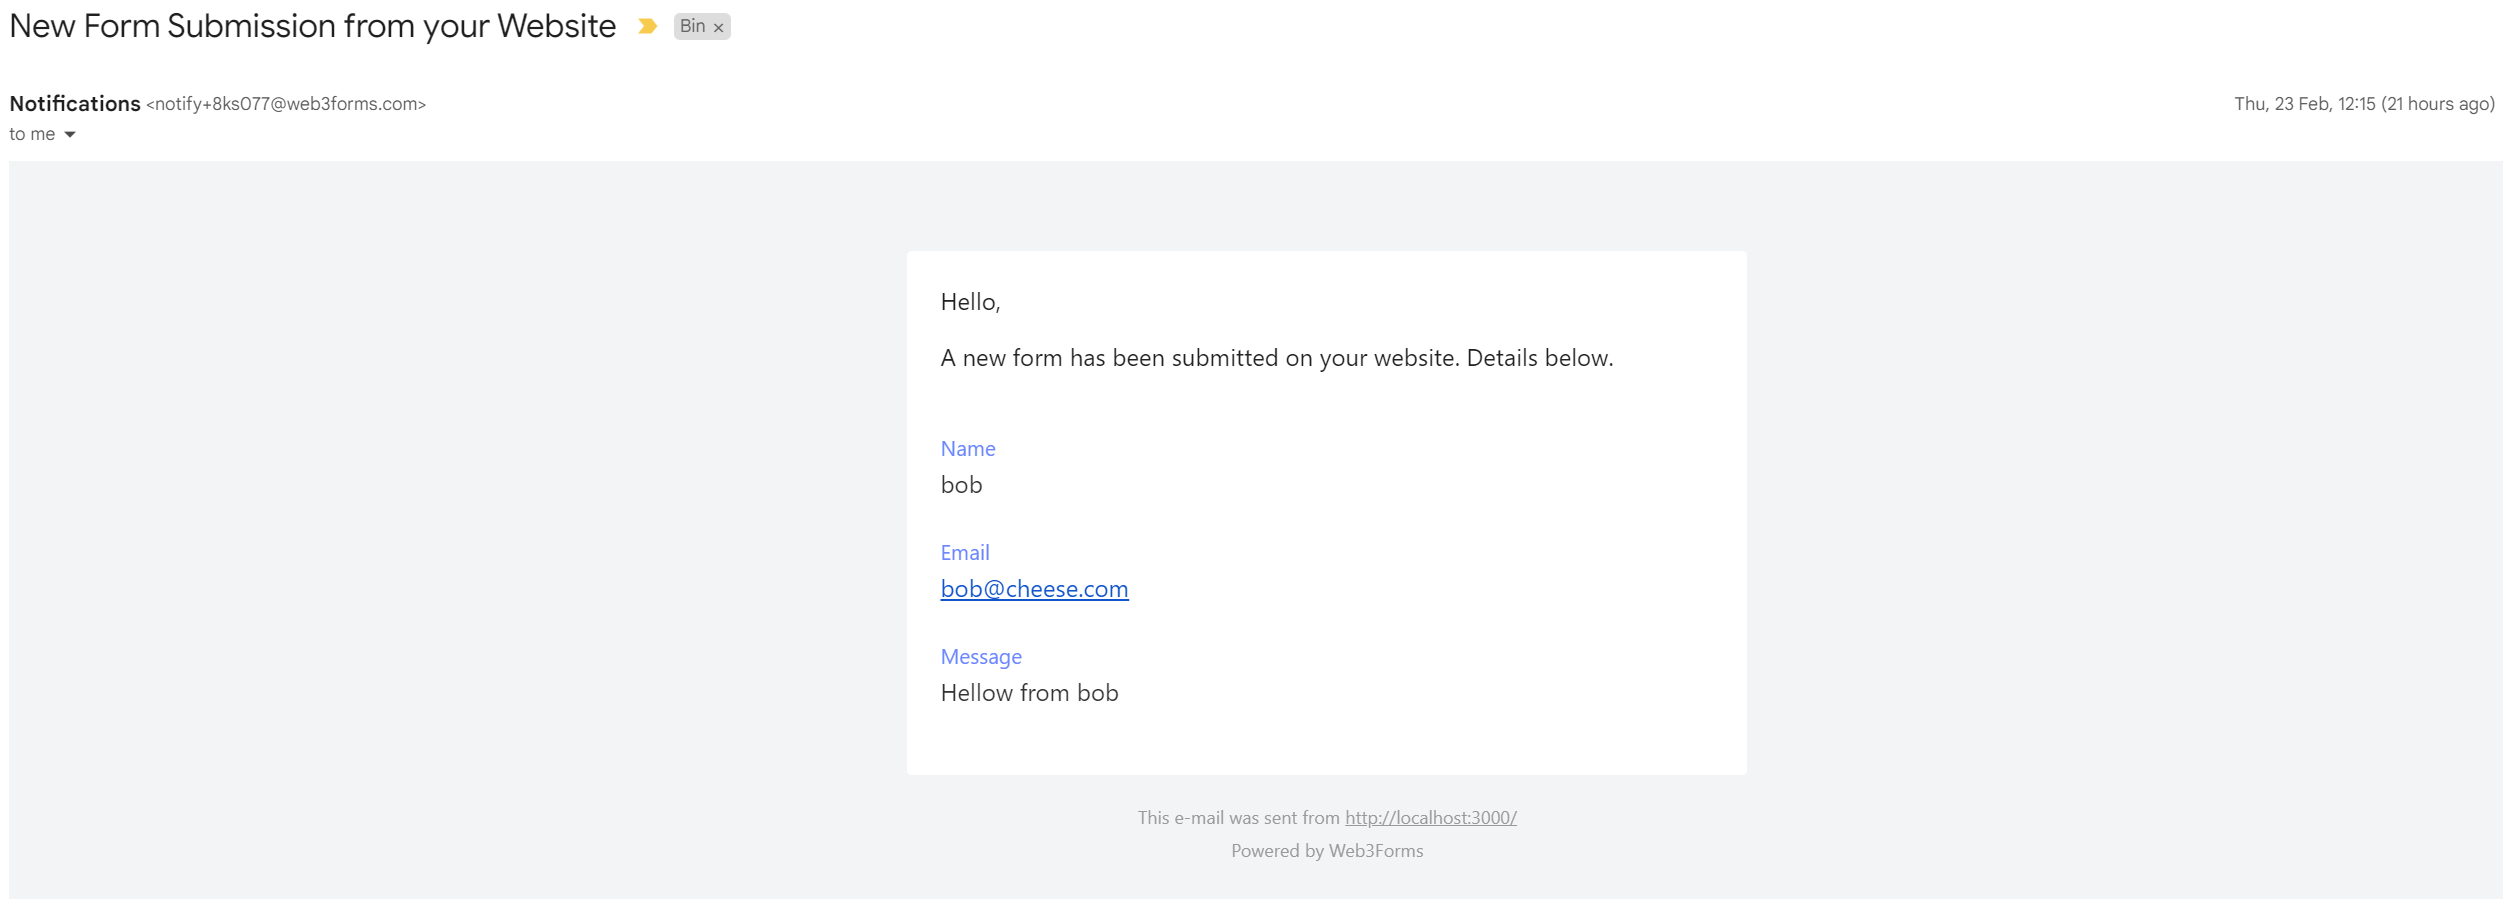 New Form Submission from your Website Bin ×
Notifications <notify+8ks077@web3forms.com> Thu, 23 Feb, 12:15 (21 hours ago)
to me
Hello,
A new form has been submitted on your website. Details below.
Name
bob
Email
bob@cheese.com
Message
Hellow from bob
This e-mail was sent from http://localhost:3000/
Powered by Web3Forms